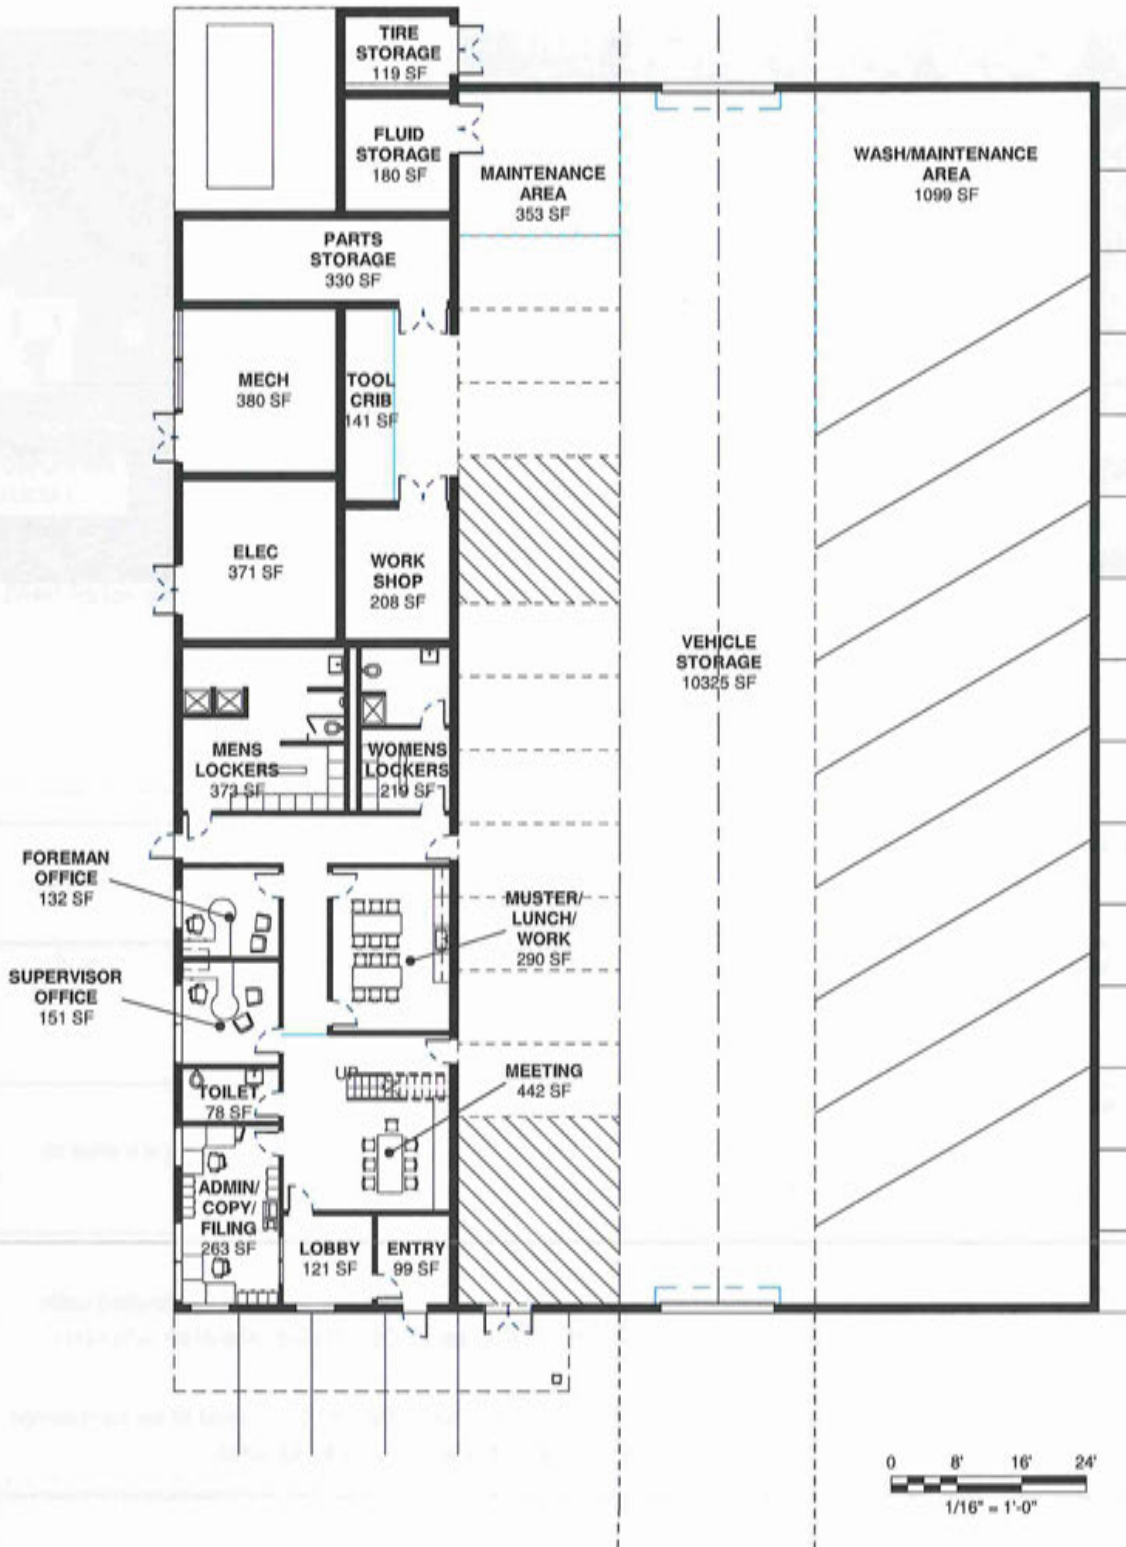 TIRE
STORAGE
119 SF
FLUID
STORAGE
180 SF
MAINTENANCE
AREA
353 SF
WASH/MAINTENANCE
AREA
1099 SF
PARTS
STORAGE
330 SF
MECH
380 SF
TOOL
CRIB
141 SF
ELEC
371 SF
WORK
SHOP
208 SF
VEHICLE
STORAGE
10325 SF
MENS
LOCKERS
373 SF
WOMENS
LOCKERS
219 SF
FOREMAN
OFFICE
132 SF
MUSTER/
LUNCH/
WORK
290 SF
SUPERVISOR
OFFICE
151 SF
UP
MEETING
442 SF
TOILET
78 SF
ADMIN/
COPY/
FILING
263 SF
LOBBY
121 SF
ENTRY
99 SF
0 8' 16' 24'
1/16" = 1'-0"